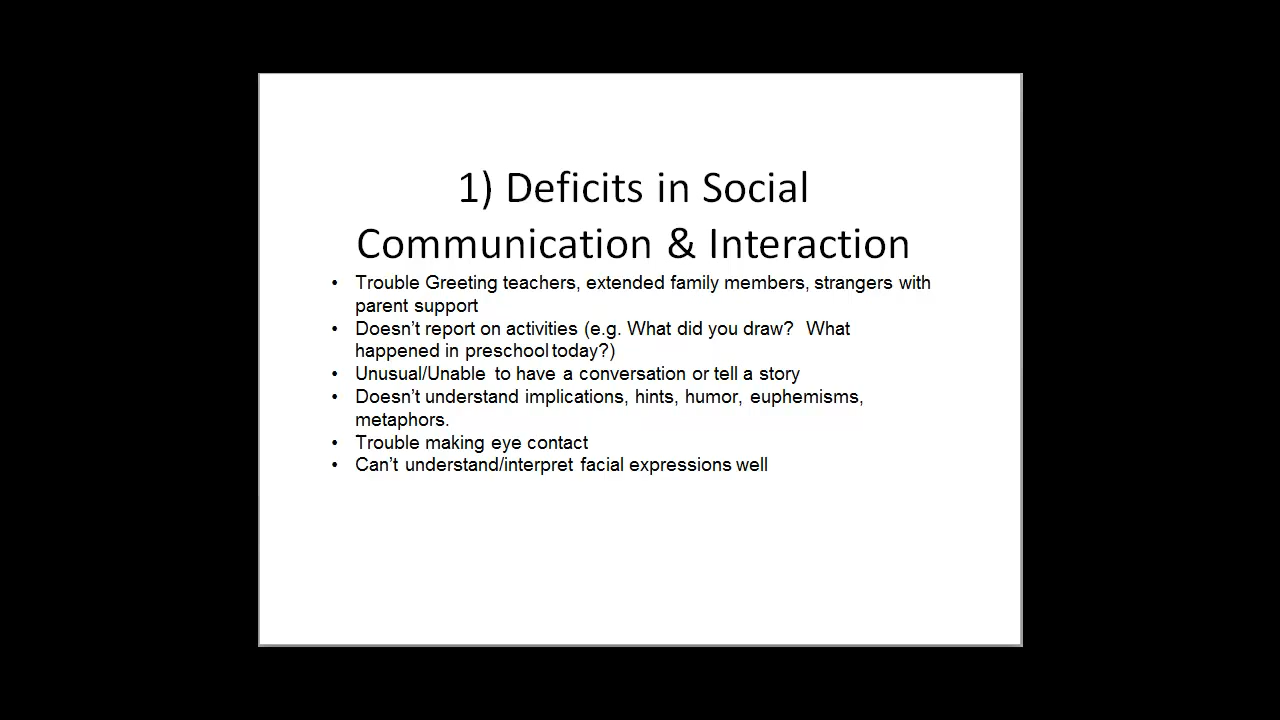 1) Deficits in Social
Communication & Interaction
• Trouble Greeting teachers, extended family members, strangers with
parent support
• Doesn't report on activities (e.g. What did you draw?  What
happened in preschool today?)
• Unusual/Unable to have a conversation or tell a story
• Doesn't understand implications, hints, humor, euphemisms,
metaphors.
• Trouble making eye contact
• Can't understand/interpret facial expressions well